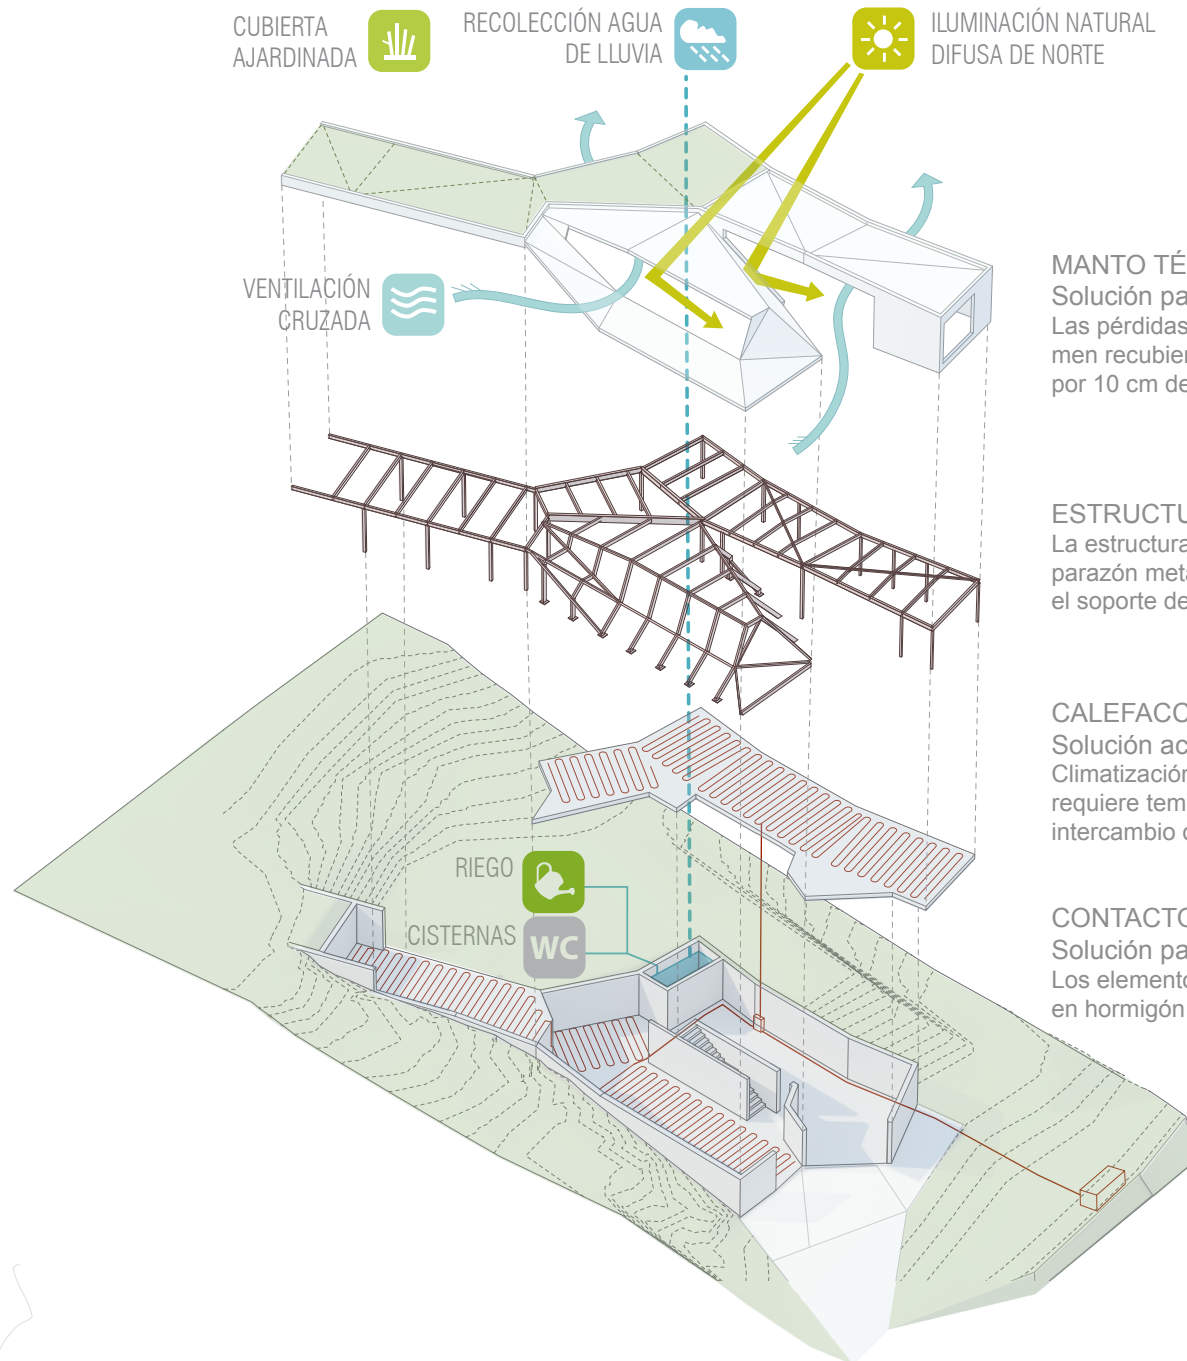 CUBIERTA
AJARDINADA
RECOLECCIÓN AGUA
DE LLUVIA
ILUMINACIÓN NATURAL
DIFUSA DE NORTE
VENTILACIÓN
CRUZADA
MANTO TÉ
Solución pa
Las pérdidas
men recubier
por 10 cm de
ESTRUCTU
La estructura
parazón meta
el soporte de
CALEFACC
Solución ac
Climatización
requiere tem
intercambio c
RIEGO
CISTERNAS
WC
CONTACTO
Solución pa
Los elemento
en hormigón